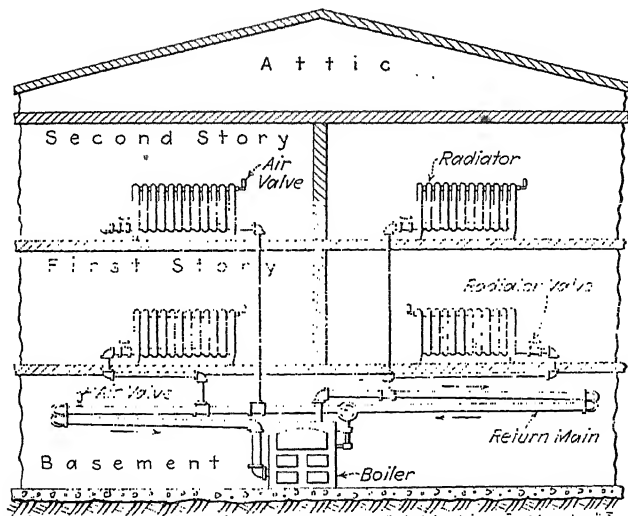 Attic
Second Story
Air
Valve
Radiator
First Story
Radiator Valve
Air Valve
Return Main
Basement
Boiler